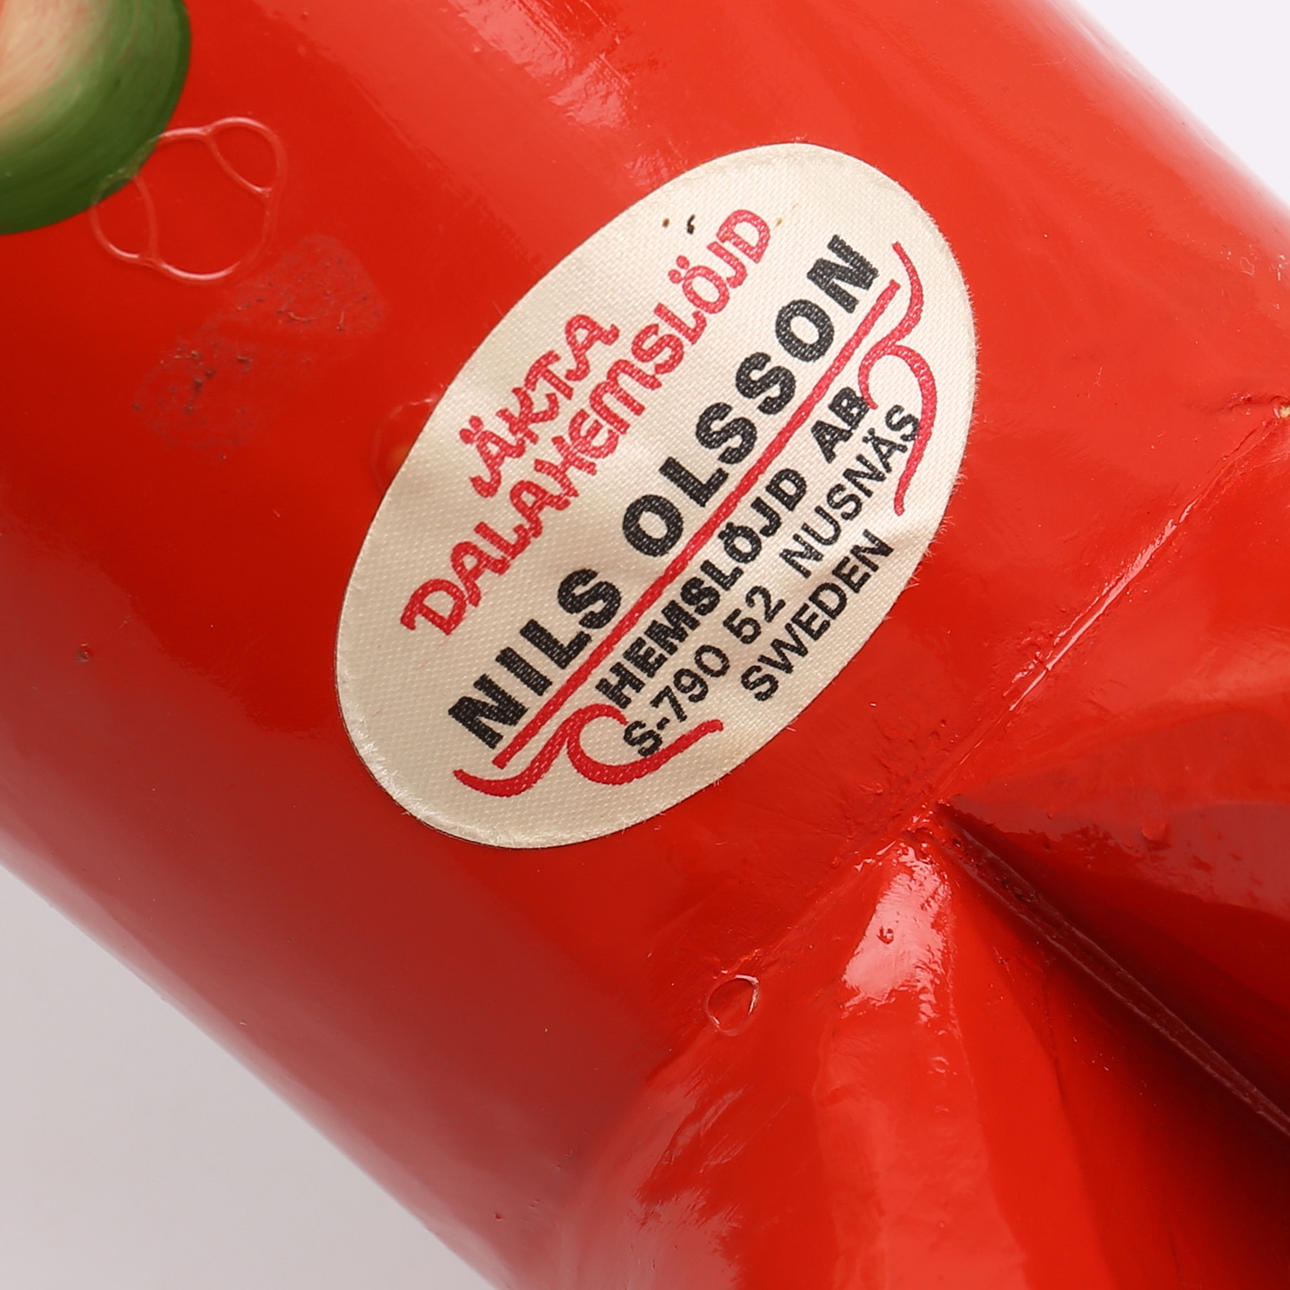 ÄKTA
DALAHEMSLÖJD
NILS OLSSON
HEMSLÖJD AB
S-790 52 NUSNÄS
SWEDEN